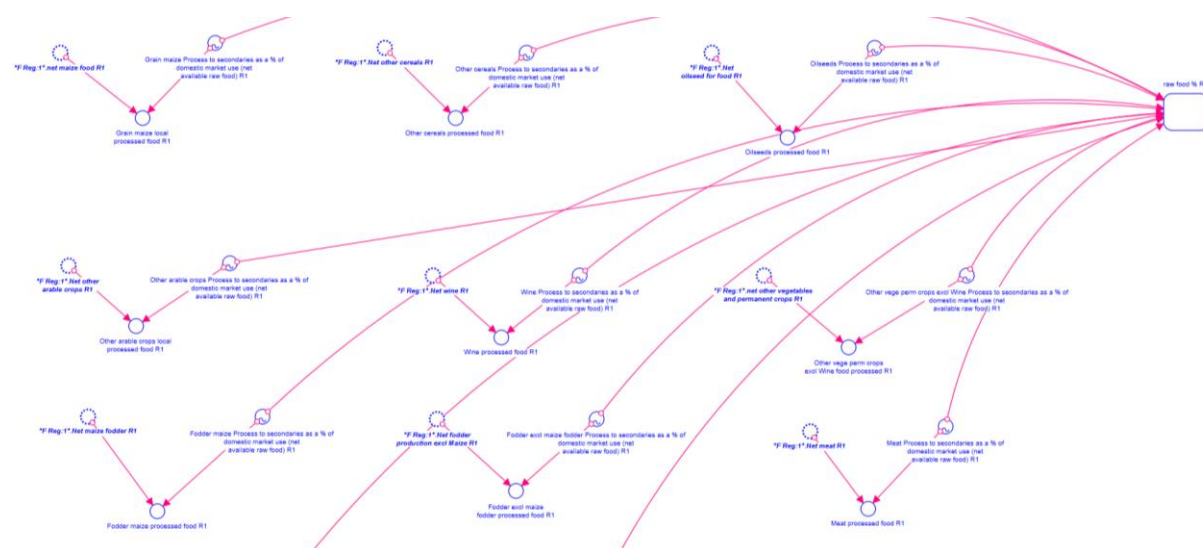 "F Reg:1".net maize food R1
Grain maize Process to secondaries as a % of
domestic market use (net
available raw food) R1
Grain maize local
processed food R1
"F Reg:1".Net other cereals R1
Other cereals Process to secondaries as a % of
domestic market use (net
available raw food) R1
Other cereals processed food R1
"F Reg:1".Net
oilseed for food R1
Oilseeds Process to secondaries as a % of
domestic market use (net
available raw food) R1
Oilseeds processed food R1
raw food % R
"F Reg:1".Net other
arable crops R1
Other arable crops Process to secondaries as a % of
domestic market use (net
available raw food) R1
Other arable crops local
processed food R1
"F Reg:1".Net wine R1
Wine Process to secondaries as a % of
domestic market use (net
available raw food) R1
Wine processed food R1
"F Reg:1".net other vegetables
and permanent crops R1
Other vege perm crops excl Wine Process to secondaries as a % of
domestic market use (net
available raw food) R1
Other vege perm crops
excl Wine food processed R1
"F Reg:1".Net maize fodder R1
Fodder maize Process to secondaries as a % of
domestic market use (net
available raw food) R1
Fodder maize processed food R1
"F Reg:1".Net fodder
production excl Maize R1
Fodder excl maize fodder Process to secondaries as a % of
domestic market use (net
available raw food) R1
Fodder excl maize
fodder processed food R1
"F Reg:1".Net meat R1
Meat Process to secondaries as a % of
domestic market use (net
available raw food) R1
Meat processed food R1